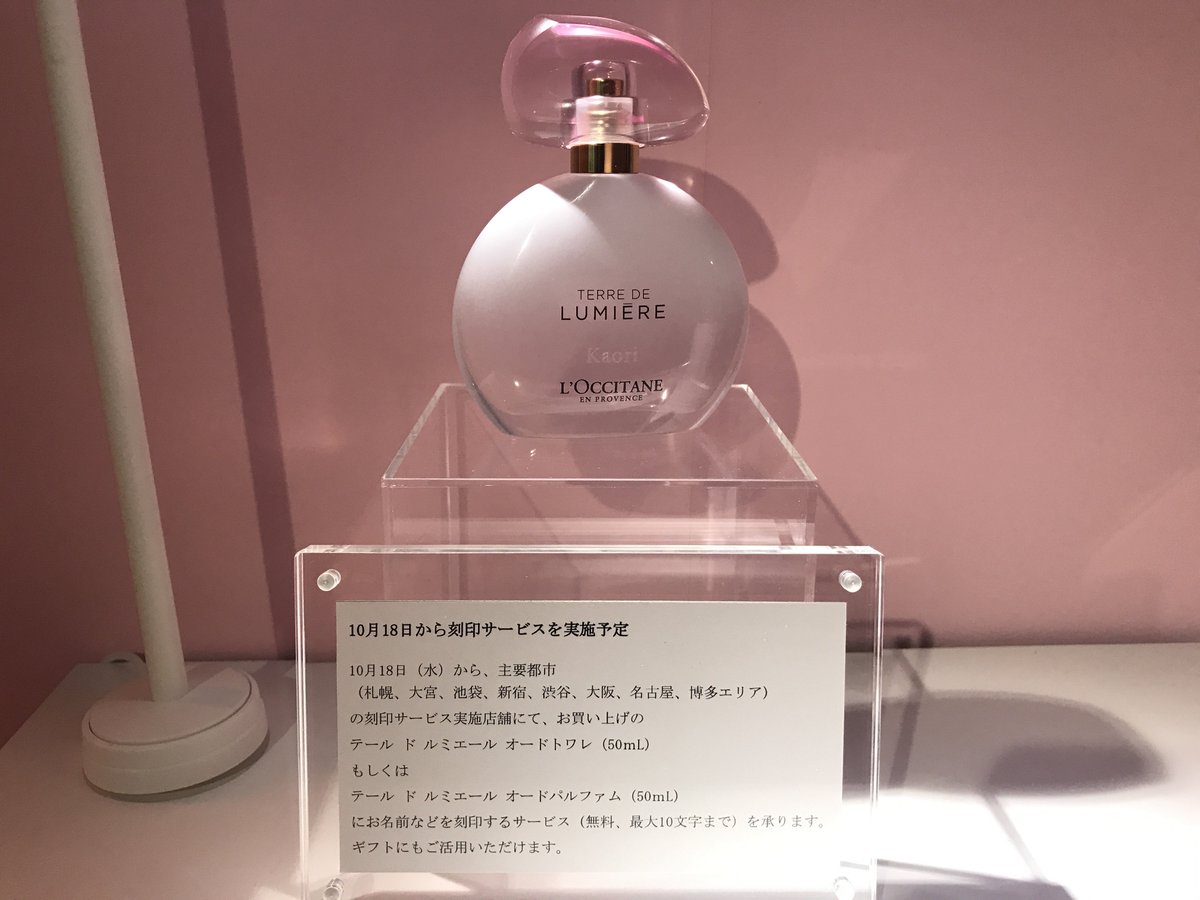 TERRE DE
LUMIĒRE
Kaori
L'OCCITANE
EN PROVENCE
10月18日から刻印サービスを実施予定
10月18日（水）から、主要都市
（札幌、大宮、池袋、新宿、渋谷、大阪、名古屋、博多エリア）
の刻印サービス実施店舗にて、お買い上げの
テール ド ルミエール オードトワレ（50mL）
もしくは
テール ド ルミエール オードパルファム（50mL）
にお名前などを刻印するサービス（無料、最大10文字まで）を承ります。
ギフトにもご活用いただけます。